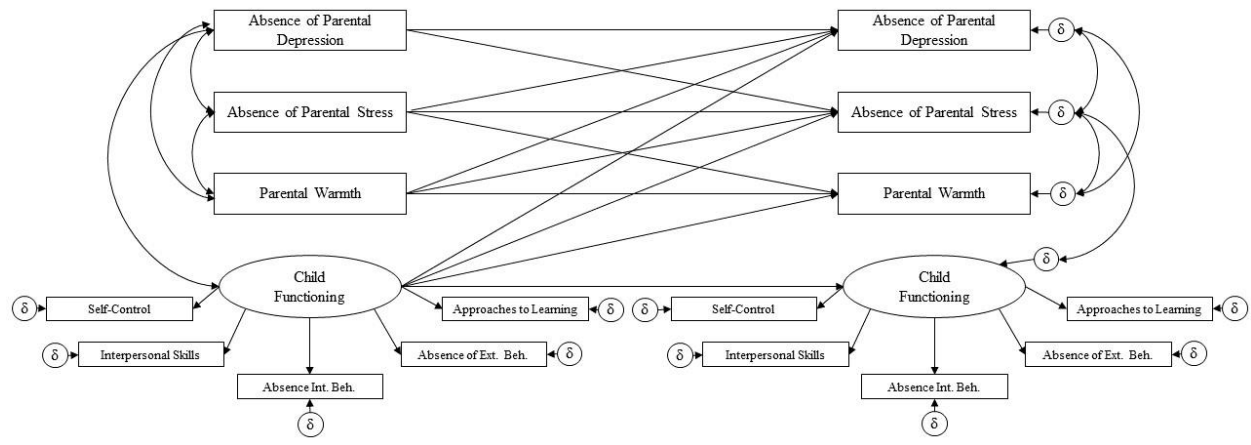 Absence of Parental
Depression
Absence of Parental
Depression
δ
Absence of Parental Stress
Absence of Parental Stress
δ
Parental Warmth
Parental Warmth
δ
Child
Functioning
Child
Functioning
δ
δ
Self-Control
Approaches to Learning
δ
δ
Self-Control
Approaches to Learning
δ
δ
Interpersonal Skills
Absence of Ext. Beh.
δ
δ
Interpersonal Skills
Absence of Ext. Beh.
δ
Absence Int. Beh.
Absence Int. Beh.
δ
δ